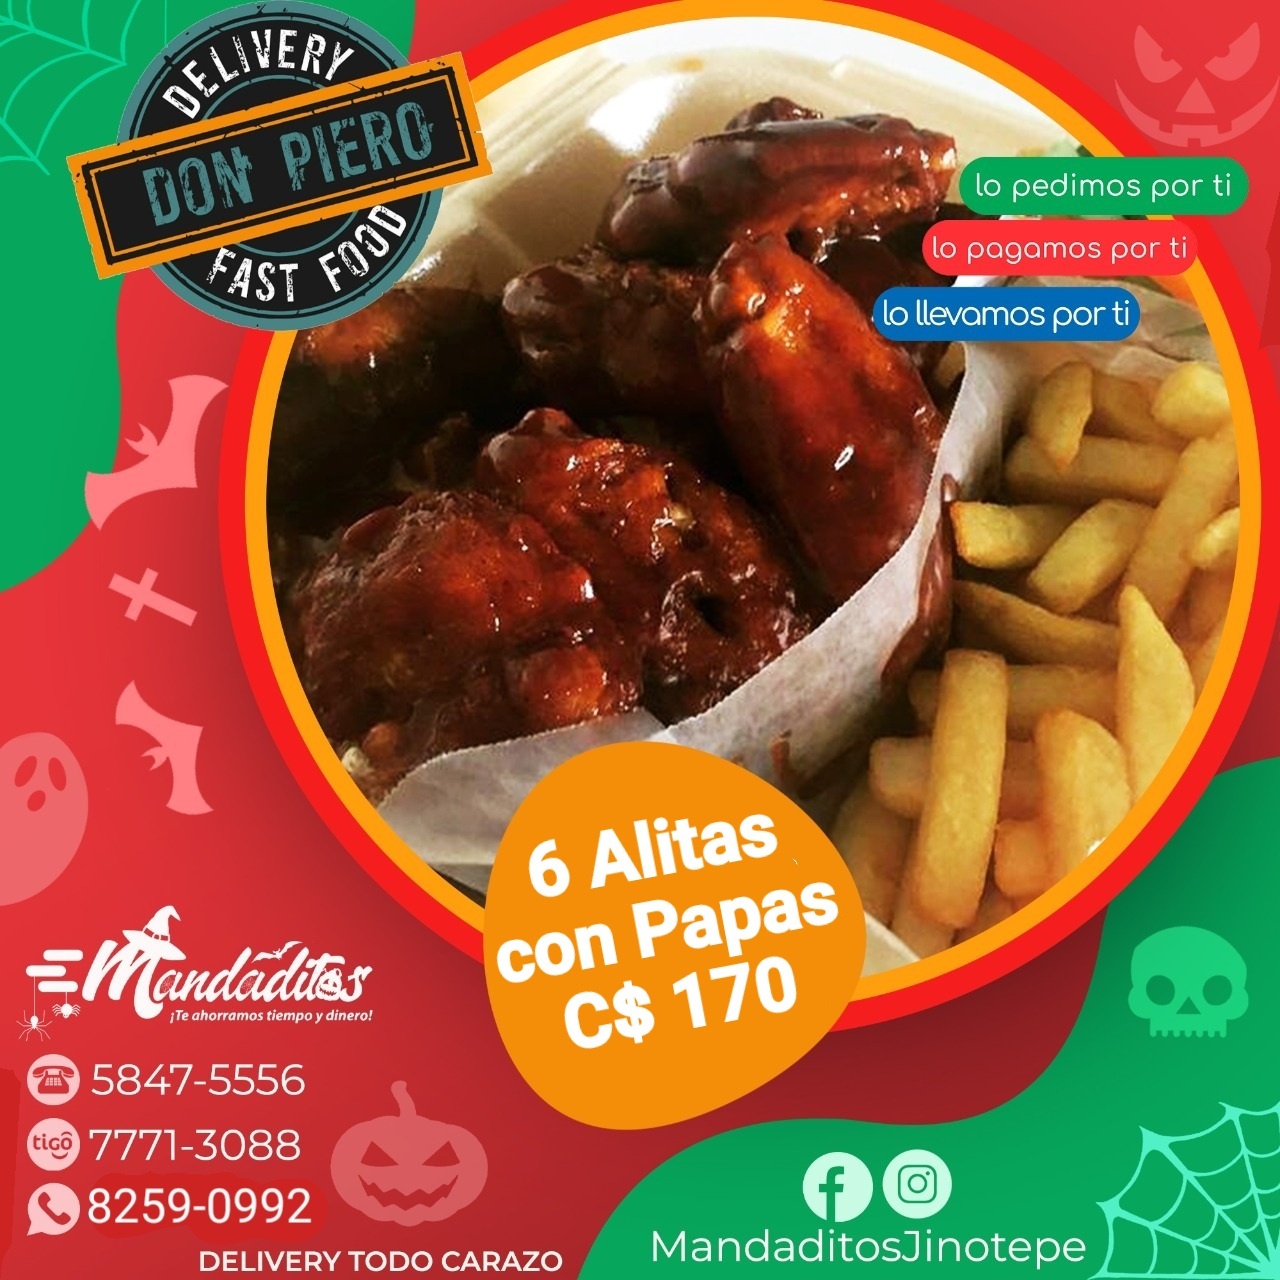 DELIVERY
DON PIERO
FAST FOOD
lo pedimos por ti
lo pagamos por ti
lo llevamos por ti
6 Alitas
con Papas
C$ 170
Mandaditos
¡Te ahorramos tiempo y dinero!
5847-5556
tigo 7771-3088
8259-0992
DELIVERY TODO CARAZO
MandaditosJinotepe